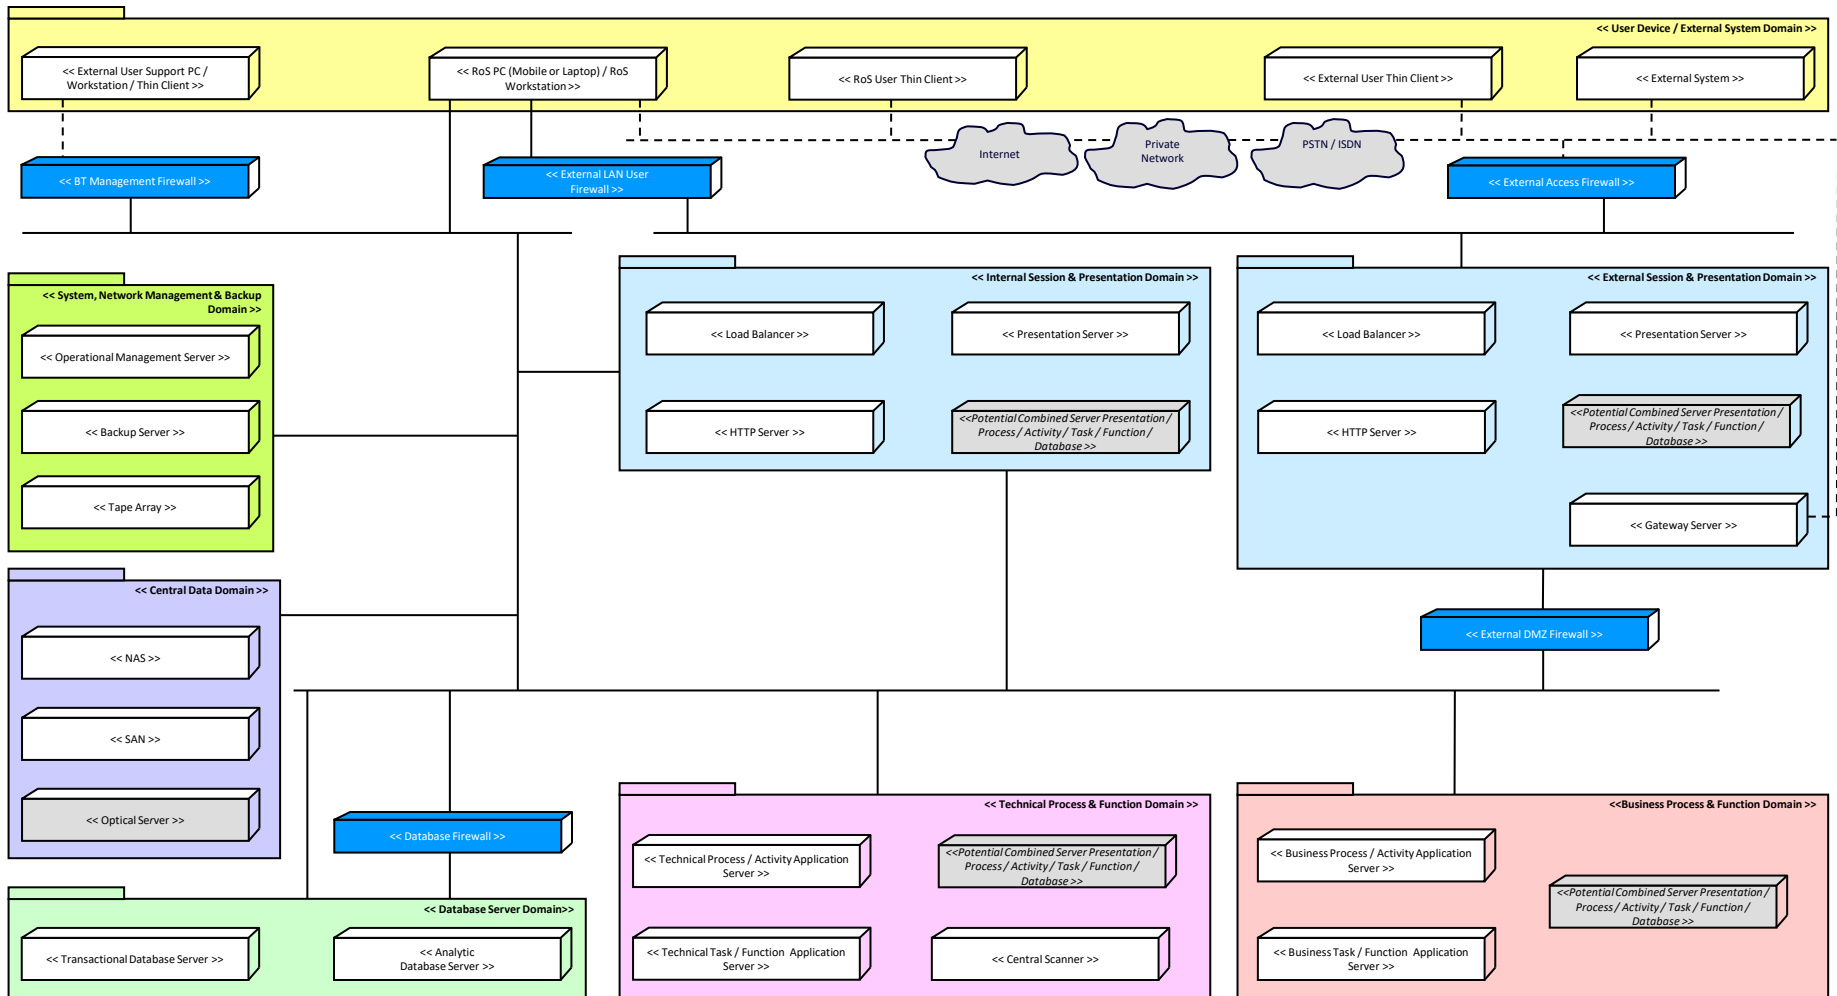 << User Device / External System Domain >>
<< External User Support PC /
Workstation / Thin Client >>
<< RoS PC (Mobile or Laptop) / RoS
Workstation >>
<< RoS User Thin Client >>
<< External User Thin Client >>
<< External System >>
Internet
Private
Network
PSTN / ISDN
<< BT Management Firewall >>
<< External LAN User
Firewall >>
<< External Access Firewall >>
<< System, Network Management & Backup
Domain >>
<< Operational Management Server >>
<< Backup Server >>
<< Tape Array >>
<< Internal Session & Presentation Domain >>
<< Load Balancer >>
<< Presentation Server >>
<< HTTP Server >>
<<Potential Combined Server Presentation /
Process / Activity / Task / Function /
Database >>
<< External Session & Presentation Domain >>
<< Load Balancer >>
<< Presentation Server >>
<< HTTP Server >>
<<Potential Combined Server Presentation /
Process / Activity / Task / Function /
Database >>
<< Gateway Server >>
<< Central Data Domain >>
<< NAS >>
<< SAN >>
<< Optical Server >>
<< External DMZ Firewall >>
<< Database Firewall >>
<< Database Server Domain>>
<< Transactional Database Server >>
<< Analytic
Database Server >>
<< Technical Process & Function Domain >>
<< Technical Process / Activity Application
Server >>
<<Potential Combined Server Presentation /
Process / Activity / Task / Function /
Database >>
<< Technical Task / Function  Application
Server >>
<< Central Scanner >>
<<Business Process & Function Domain >>
<< Business Process / Activity Application
Server >>
<<Potential Combined Server Presentation /
Process / Activity / Task / Function /
Database >>
<< Business Task / Function  Application
Server >>